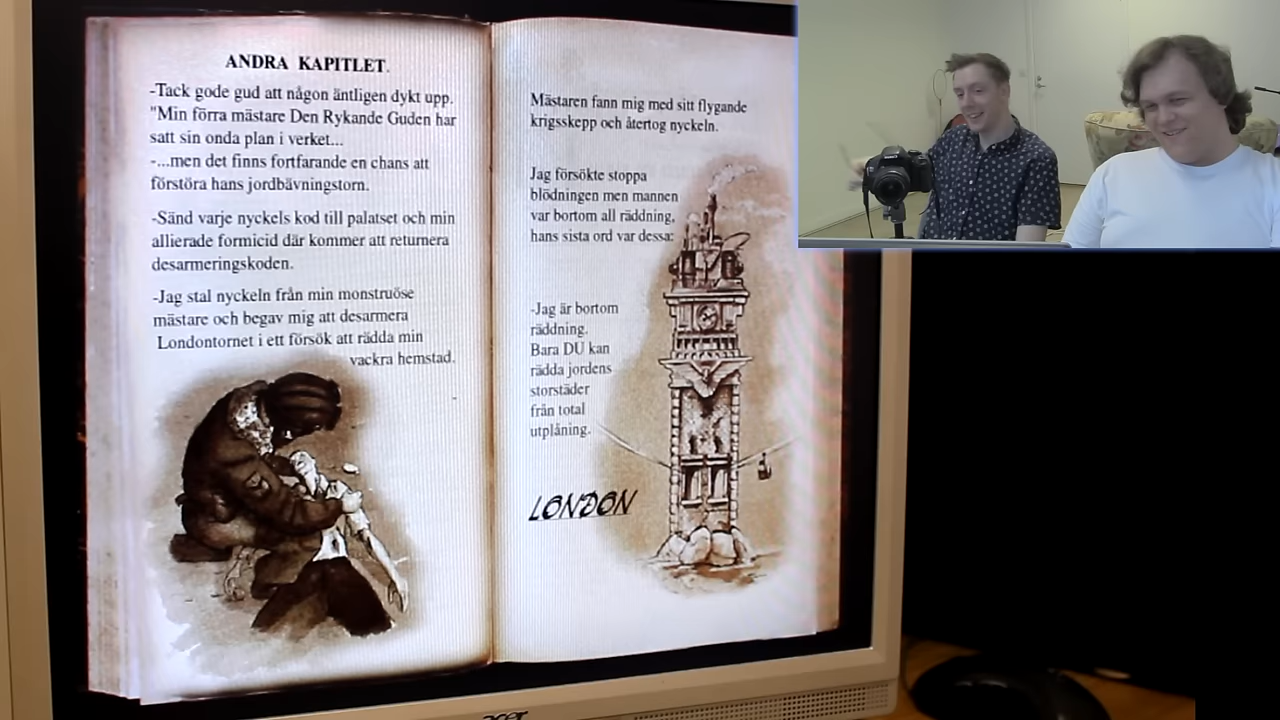 ANDRA KAPITLET.
-Tack gode gud att någon äntligen dykt upp.
"Min förra mästare Den Rykande Guden har
satt sin onda plan i verket...
-...men det finns fortfarande en chans att
förstöra hans jordbävningstorn.
-Sänd varje nyckels kod till palatset och min
allierade formicid där kommer att returnera
desarmeringskoden.
-Jag stal nyckeln från min monstruöse
mästare och begav mig att desarmera
Londontornet i ett försök att rädda min
vackra hemstad.
Mästaren fann mig med sitt flygande
krigsskepp och återtog nyckeln.
Jag försökte stoppa
blödningen men mannen
var bortom all räddning,
hans sista ord var dessa:
-Jag är bortom
räddning.
Bara DU kan
rädda jordens
storstäder
från total
utplåning.
LONDON
acer